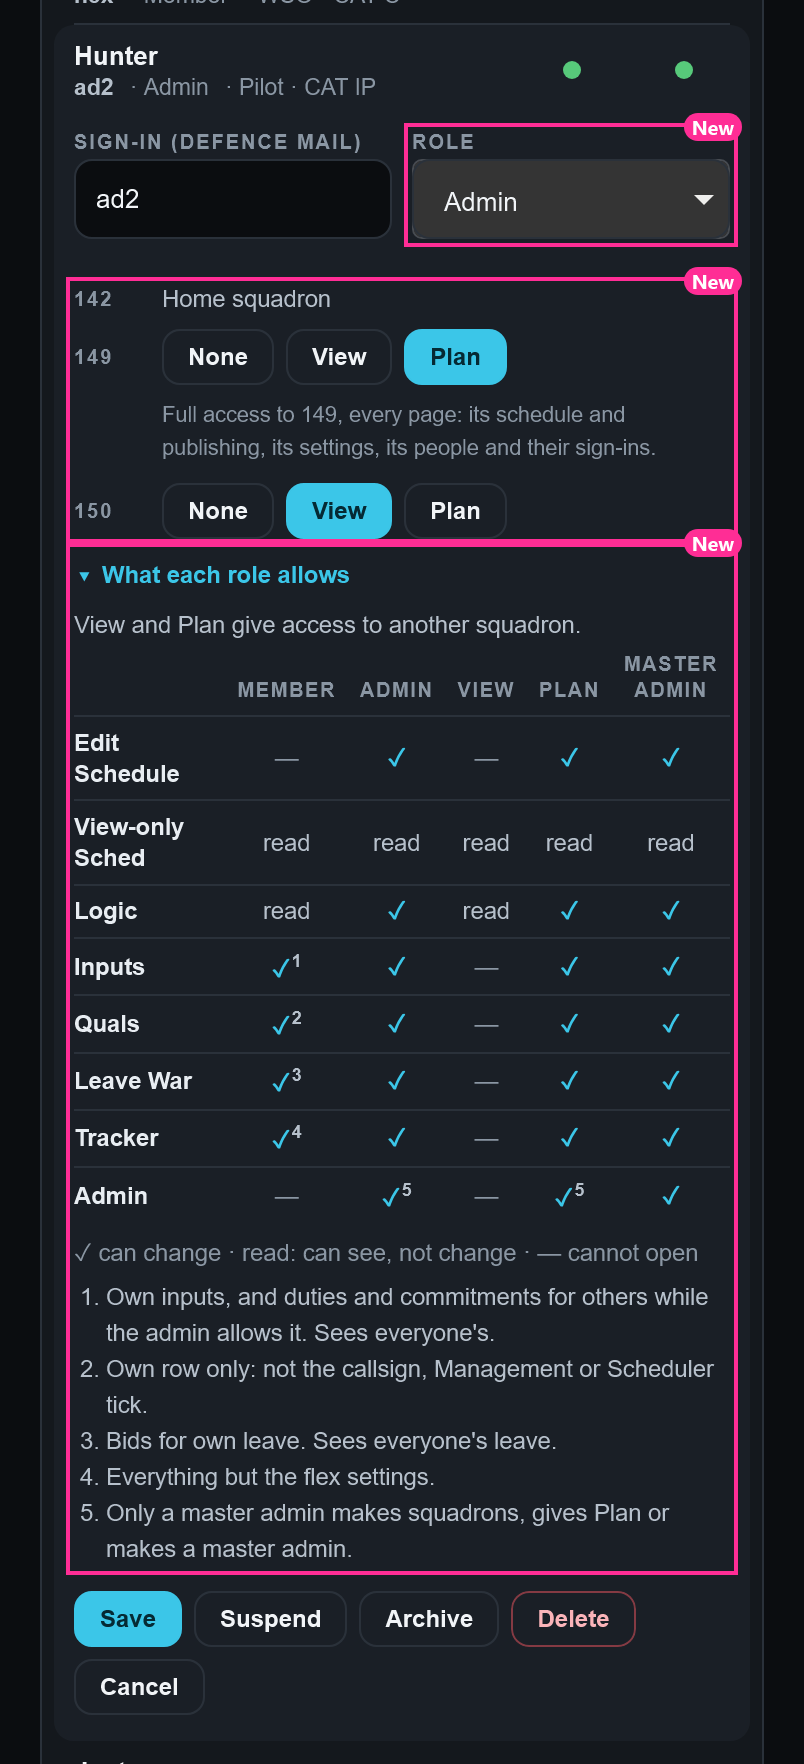 Hunter
ad2 · Admin · Pilot · CAT IP
SIGN-IN (DEFENCE MAIL)
ad2
New
ROLE
Admin
New
142 Home squadron
149 None View Plan
Full access to 149, every page: its schedule and
publishing, its settings, its people and their sign-ins.
150 None View Plan
New
▼ What each role allows
View and Plan give access to another squadron.
MEMBER ADMIN VIEW PLAN MASTER ADMIN
Edit Schedule — ✓ — ✓ ✓
View-only Sched read read read read read
Logic read ✓ read ✓ ✓
Inputs ✓1 ✓ — ✓ ✓
Quals ✓2 ✓ — ✓ ✓
Leave War ✓3 ✓ — ✓ ✓
Tracker ✓4 ✓ — ✓ ✓
Admin — ✓5 — ✓5 ✓
✓ can change · read: can see, not change · — cannot open
1. Own inputs, and duties and commitments for others while
the admin allows it. Sees everyone's.
2. Own row only: not the callsign, Management or Scheduler
tick.
3. Bids for own leave. Sees everyone's leave.
4. Everything but the flex settings.
5. Only a master admin makes squadrons, gives Plan or
makes a master admin.
Save Suspend Archive Delete
Cancel